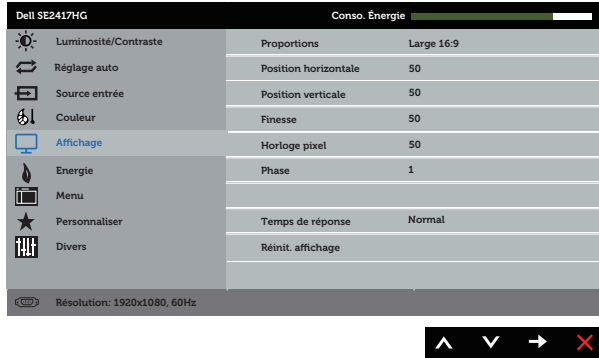 Dell SE2417HG Conso. Énergie
Luminosité/Contraste
Réglage auto
Source entrée
Couleur
Affichage
Energie
Menu
Personnaliser
Divers
Proportions Large 16:9
Position horizontale 50
Position verticale 50
Finesse 50
Horloge pixel 50
Phase 1
Temps de réponse Normal
Réinit. affichage
Résolution: 1920x1080, 60Hz